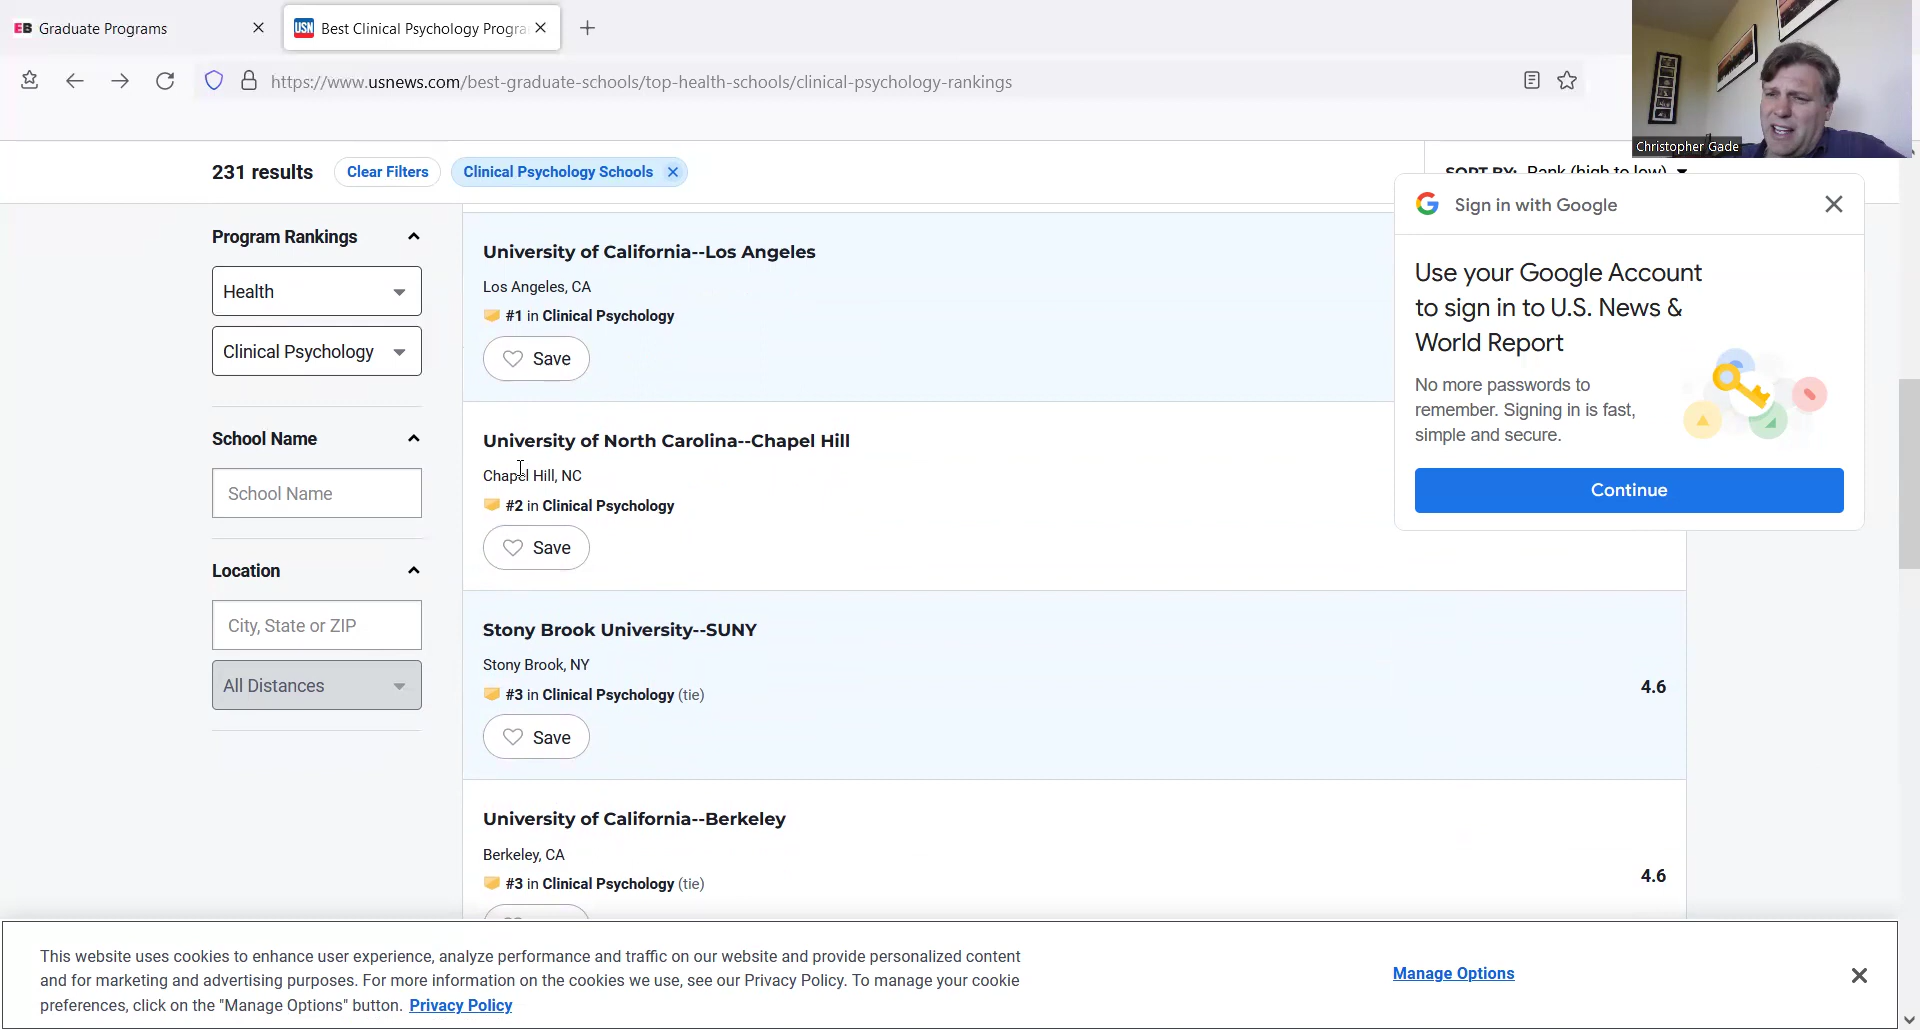 EB Graduate Programs
USN Best Clinical Psychology Progra
https://www.usnews.com/best-graduate-schools/top-health-schools/clinical-psychology-rankings
Christopher Gade
231 results
Clear Filters
Clinical Psychology Schools
SORT BY: Rank (high to low)
Program Rankings
Health
Clinical Psychology
School Name
School Name
Location
City, State or ZIP
All Distances
University of California--Los Angeles
Los Angeles, CA
#1 in Clinical Psychology
Save
University of North Carolina--Chapel Hill
Chapel Hill, NC
#2 in Clinical Psychology
Save
Stony Brook University--SUNY
Stony Brook, NY
#3 in Clinical Psychology (tie)
4.6
Save
University of California--Berkeley
Berkeley, CA
#3 in Clinical Psychology (tie)
4.6
Sign in with Google
Use your Google Account
to sign in to U.S. News &
World Report
No more passwords to
remember. Signing in is fast,
simple and secure.
Continue
This website uses cookies to enhance user experience, analyze performance and traffic on our website and provide personalized content
and for marketing and advertising purposes. For more information on the cookies we use, see our Privacy Policy. To manage your cookie
preferences, click on the "Manage Options" button. Privacy Policy
Manage Options